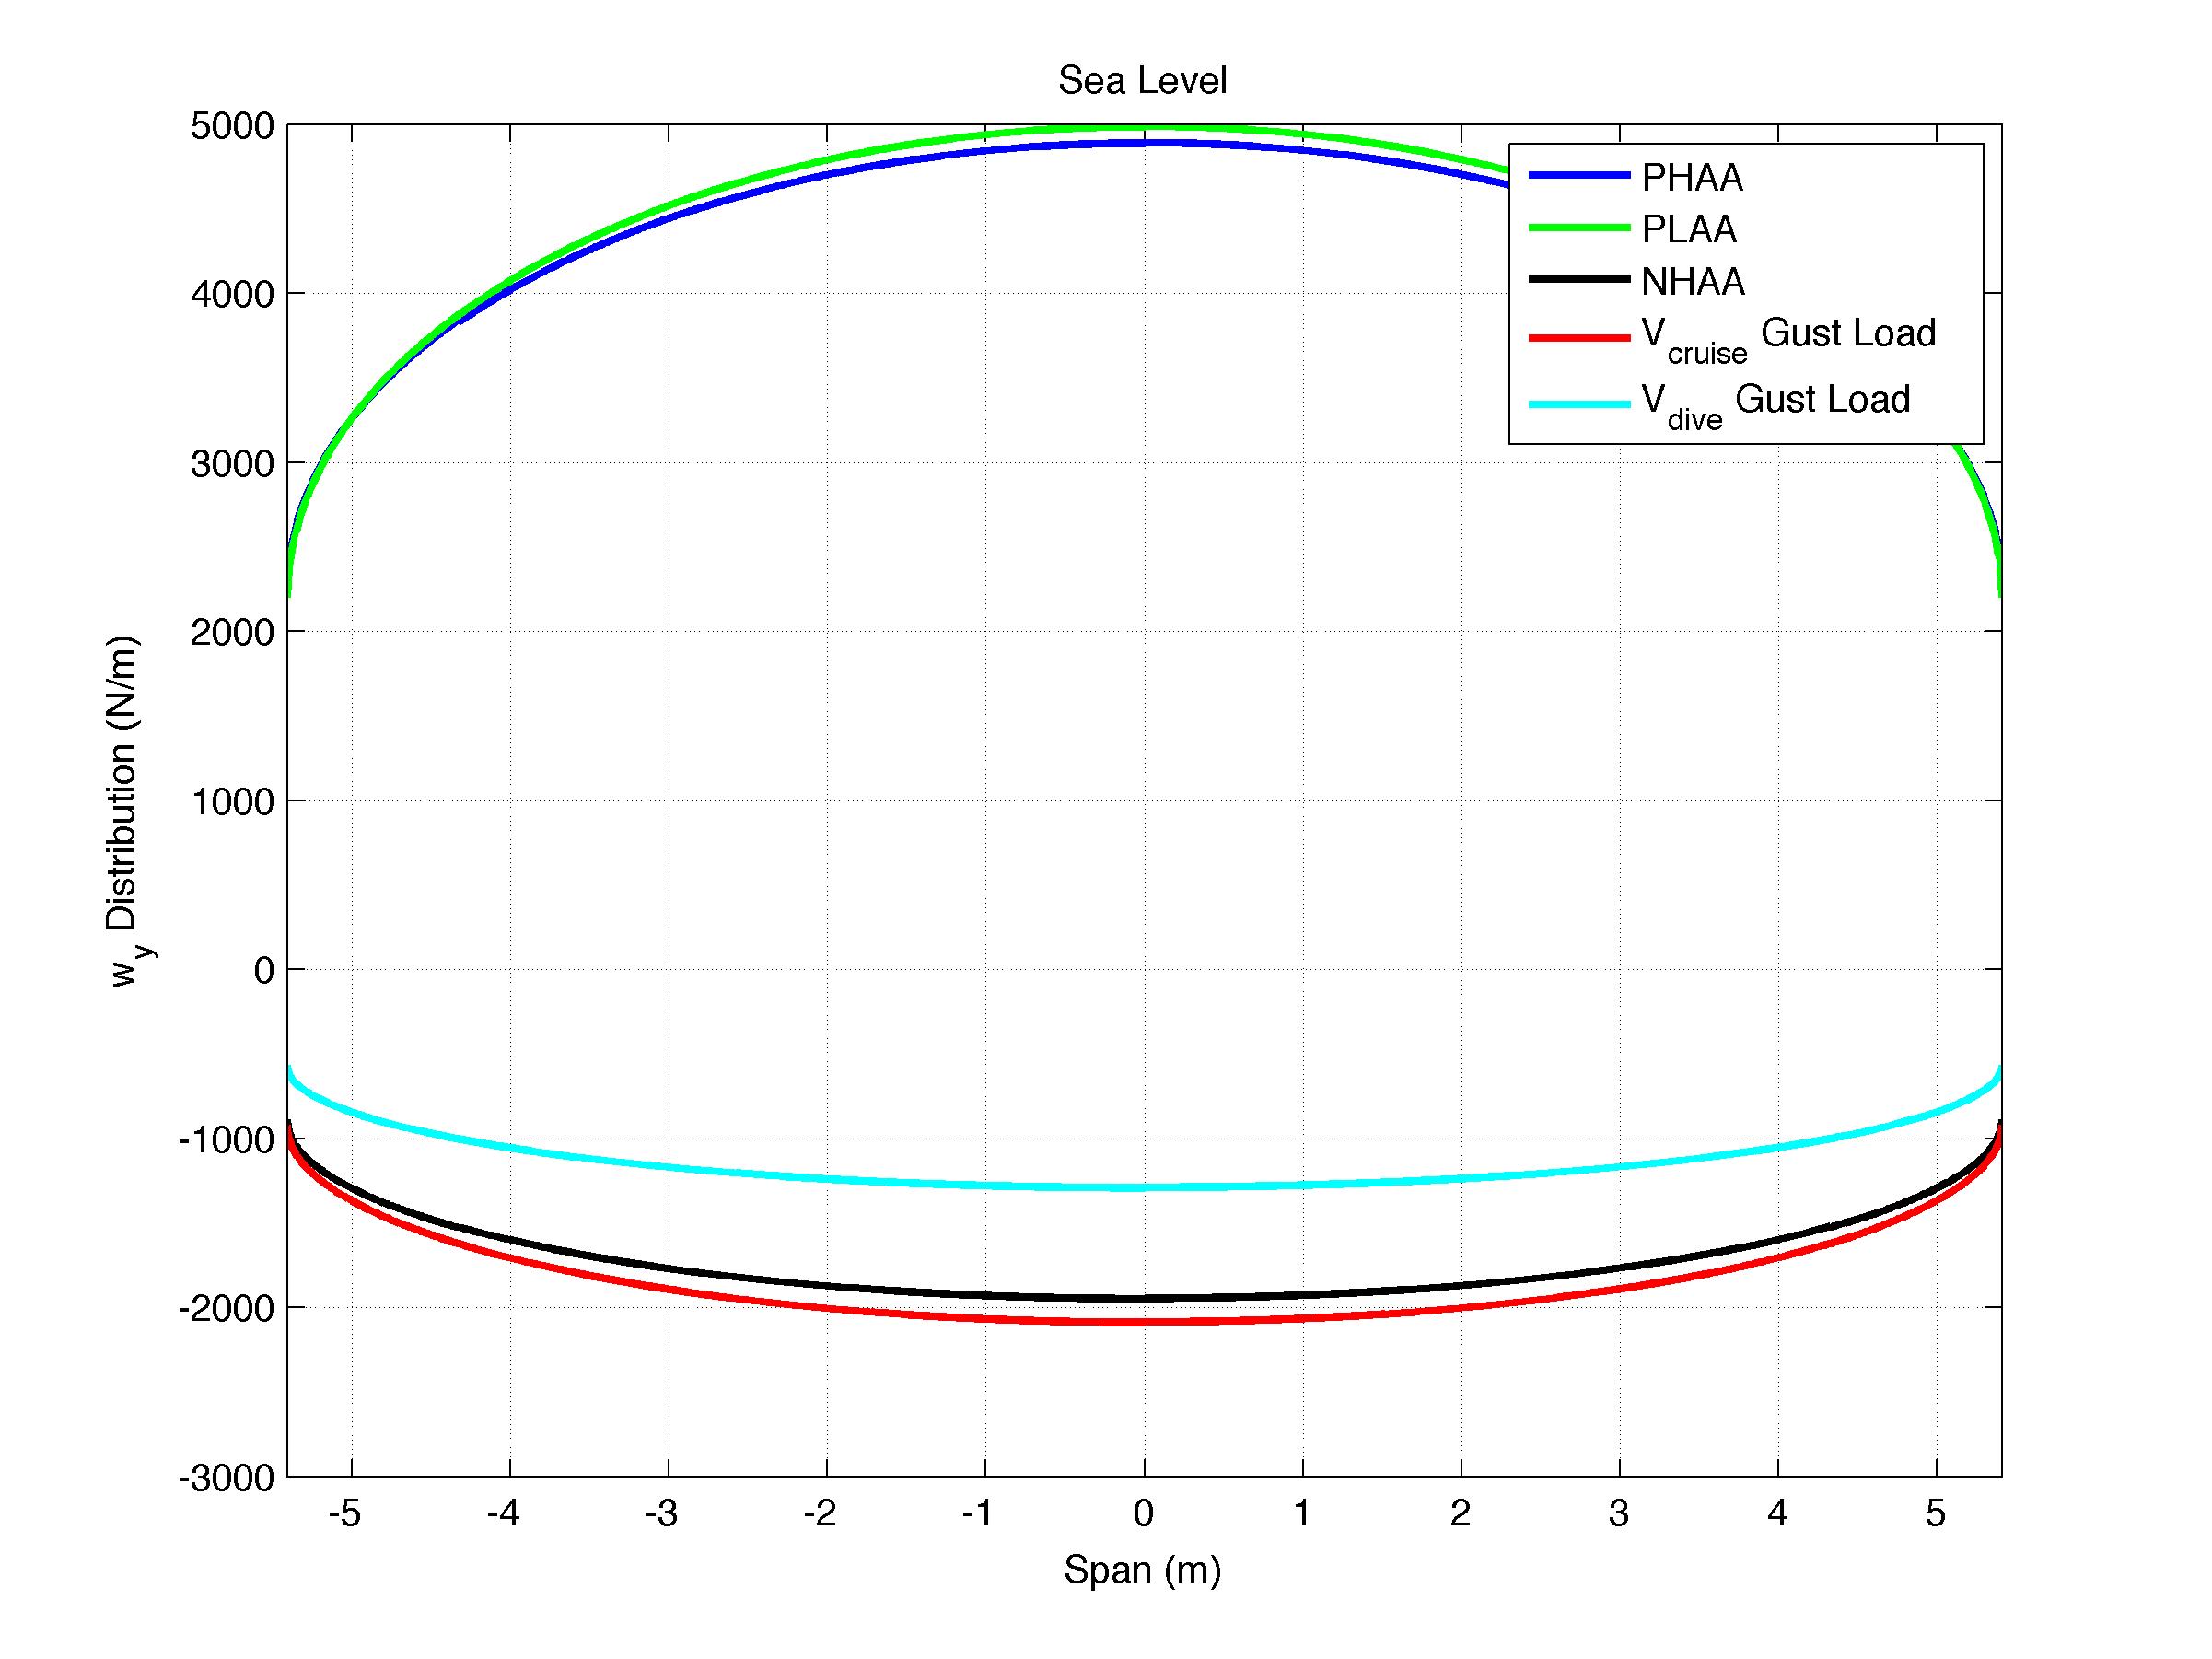 Sea Level
5000
4000
3000
2000
1000
0
-1000
-2000
-3000
w_y Distribution (N/m)
PHAA
PLAA
NHAA
V_cruise Gust Load
V_dive Gust Load
-5 -4 -3 -2 -1 0 1 2 3 4 5
Span (m)